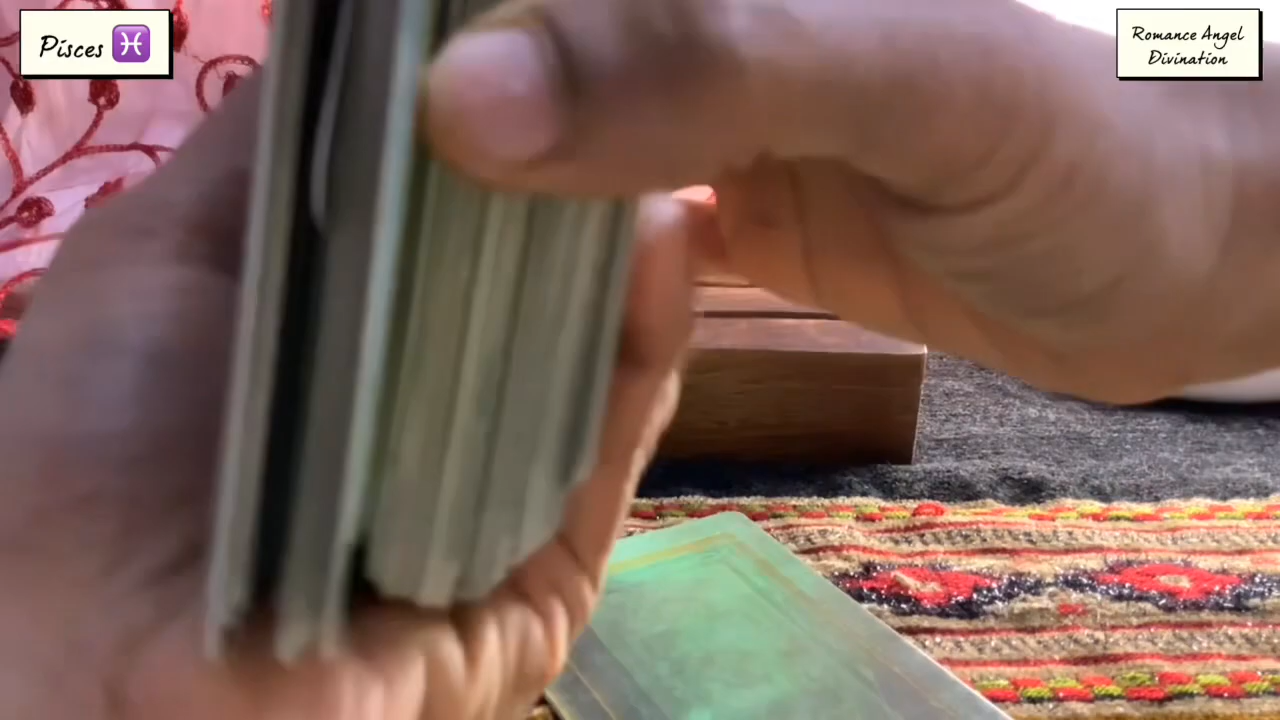 Pisces ♓
Romance Angel
Divination